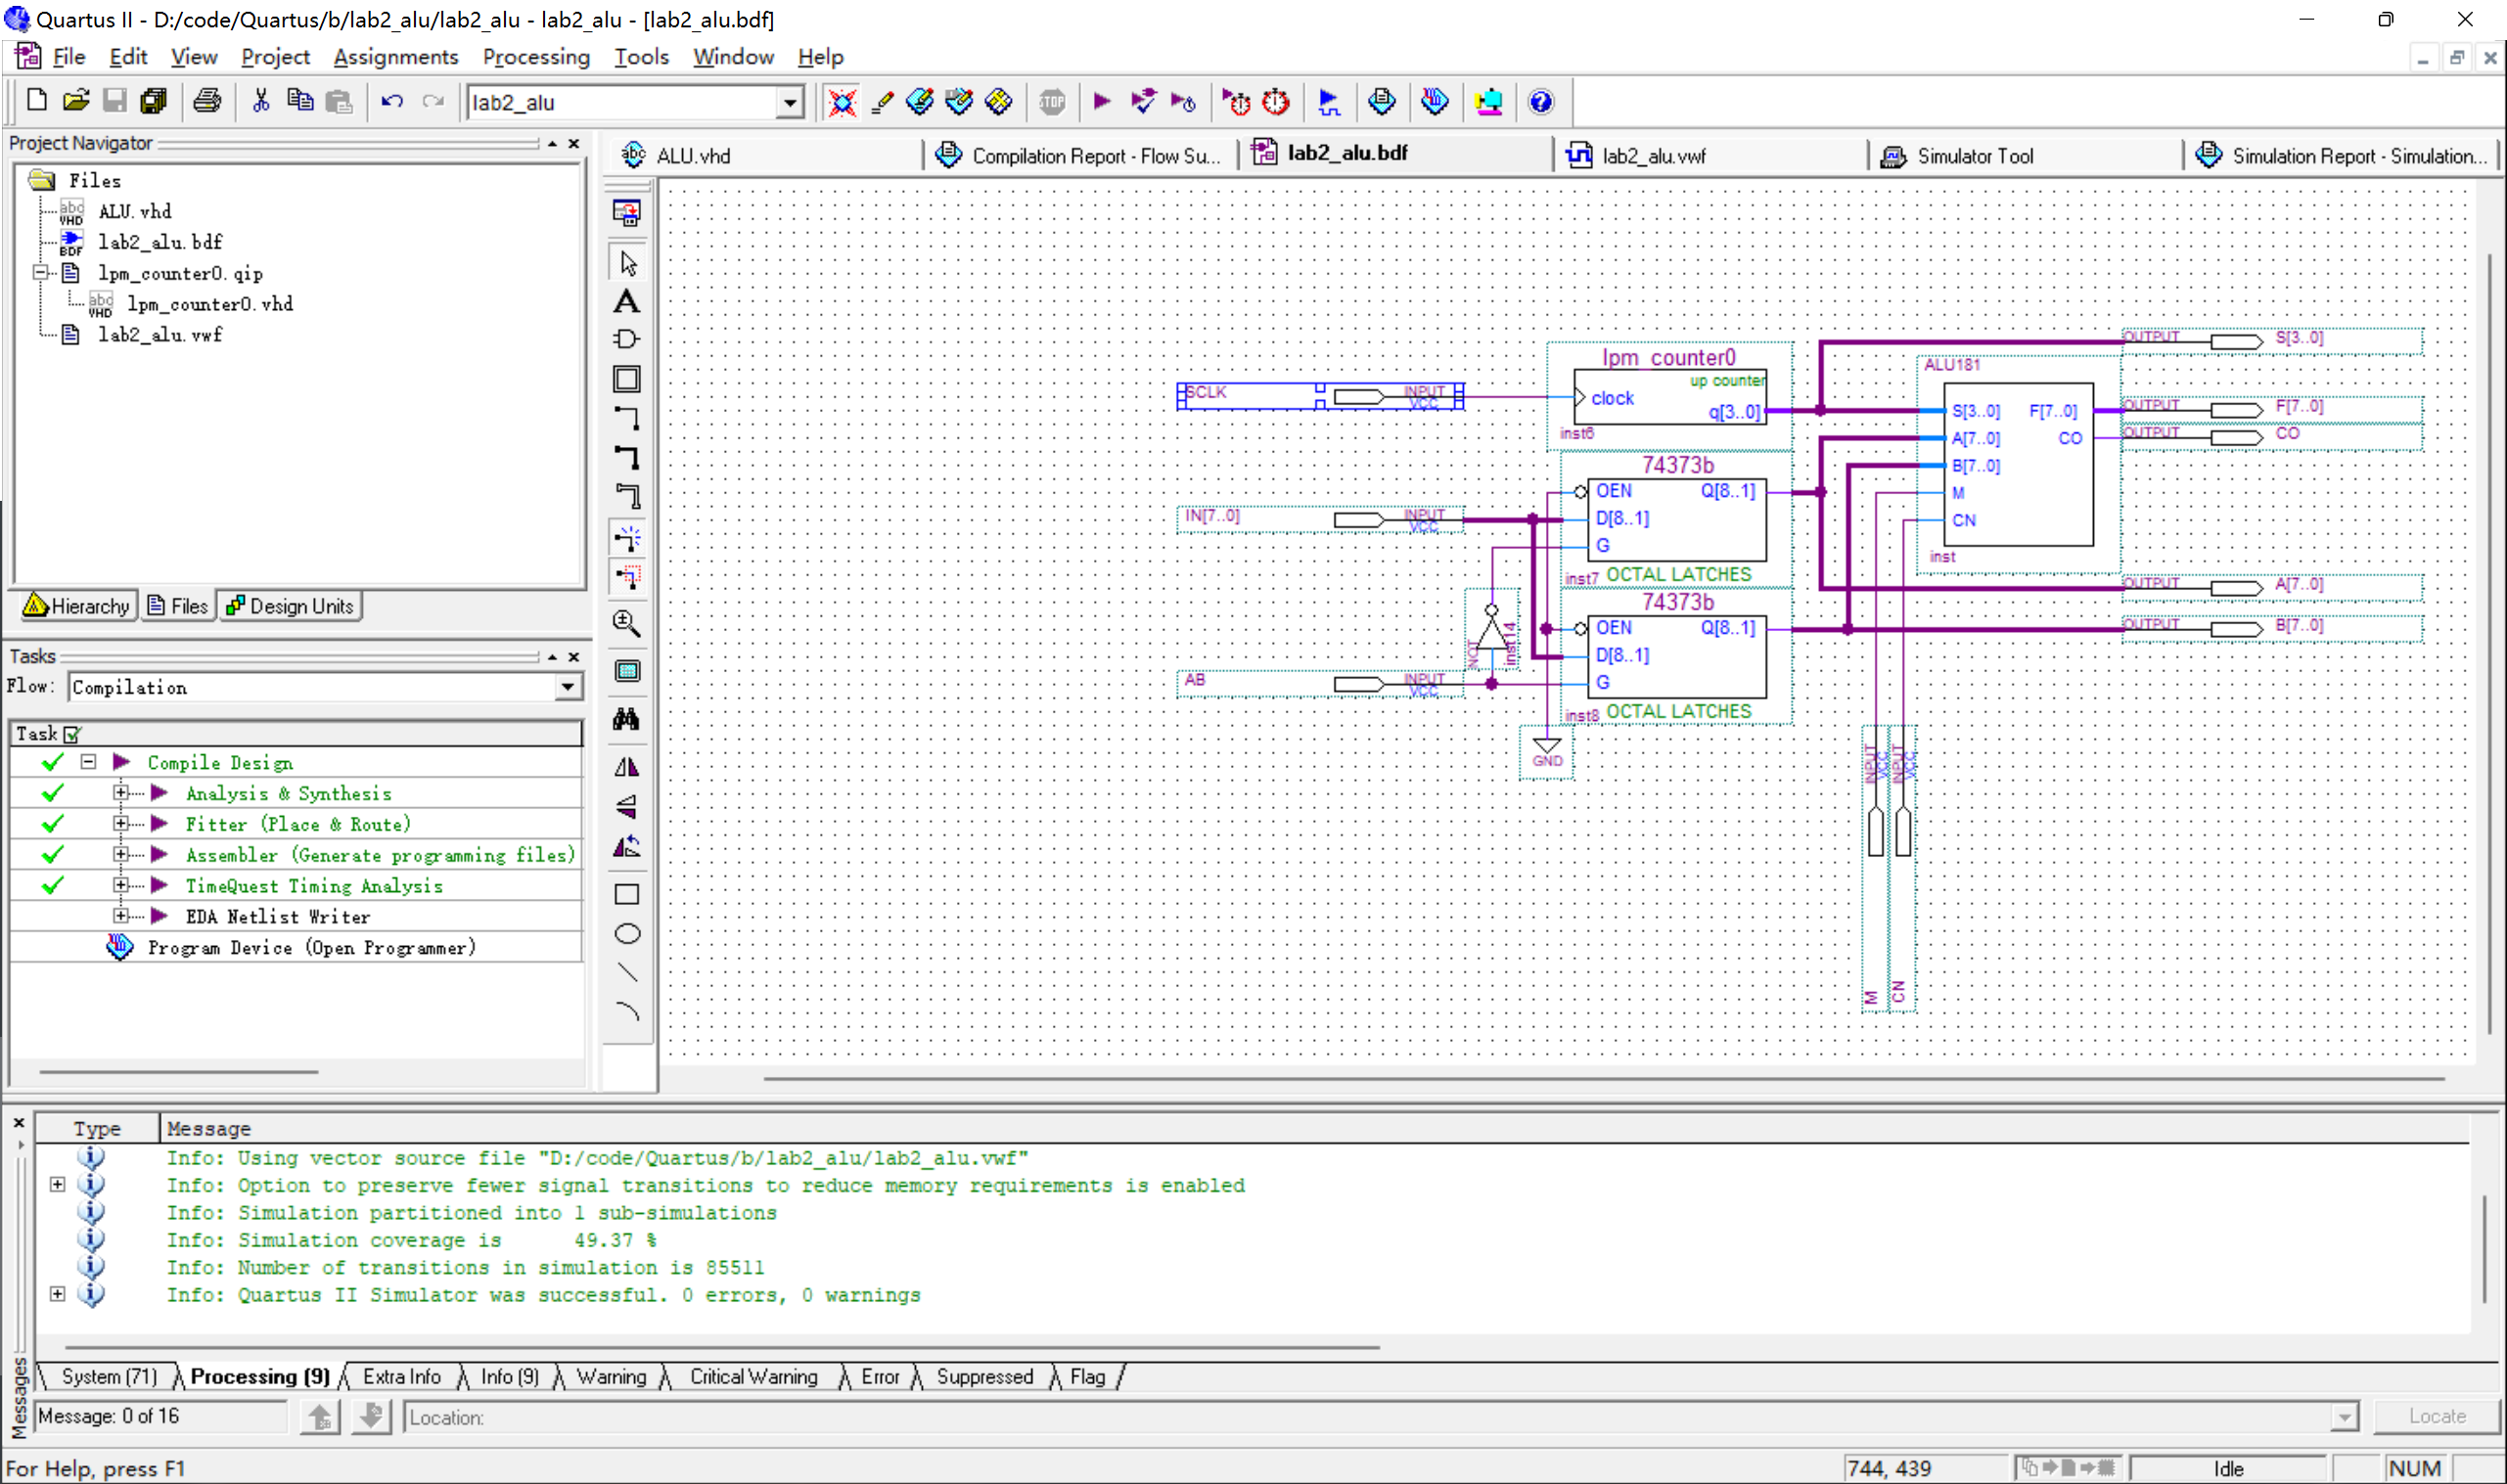 Quartus II - D:/code/Quartus/b/lab2_alu/lab2_alu - lab2_alu - [lab2_alu.bdf]
File Edit View Project Assignments Processing Tools Window Help
lab2_alu
STOP
Project Navigator
Files
abc VHD ALU.vhd
BDF lab2_alu.bdf
lpm_counter0.qip
abc VHD lpm_counter0.vhd
lab2_alu.vwf
Hierarchy Files Design Units
Tasks
Flow: Compilation
Task
Compile Design
Analysis & Synthesis
Fitter (Place & Route)
Assembler (Generate programming files)
TimeQuest Timing Analysis
EDA Netlist Writer
Program Device (Open Programmer)
abc ALU.vhd
Compilation Report - Flow Su...
lab2_alu.bdf
lab2_alu.vwf
Simulator Tool
Simulation Report - Simulation...
A
SCLK INPUT VCC
lpm_counter0
up counter
clock
q[3..0]
inst6
IN[7..0] INPUT VCC
74373b
OEN Q[8..1]
D[8..1]
G
inst7 OCTAL LATCHES
74373b
OEN Q[8..1]
D[8..1]
G
inst8 OCTAL LATCHES
NOT inst14
AB INPUT VCC
GND
ALU181
S[3..0] F[7..0]
A[7..0] CO
B[7..0]
M
CN
inst
OUTPUT S[3..0]
OUTPUT F[7..0]
OUTPUT CO
OUTPUT A[7..0]
OUTPUT B[7..0]
INPUT VCC M
INPUT VCC CN
Type Message
Info: Using vector source file "D:/code/Quartus/b/lab2_alu/lab2_alu.vwf"
Info: Option to preserve fewer signal transitions to reduce memory requirements is enabled
Info: Simulation partitioned into 1 sub-simulations
Info: Simulation coverage is 49.37 %
Info: Number of transitions in simulation is 85511
Info: Quartus II Simulator was successful. 0 errors, 0 warnings
System (71) Processing (9) Extra Info Info (9) Warning Critical Warning Error Suppressed Flag
Messages
Message: 0 of 16 Location: Locate
For Help, press F1 744, 439 Idle NUM